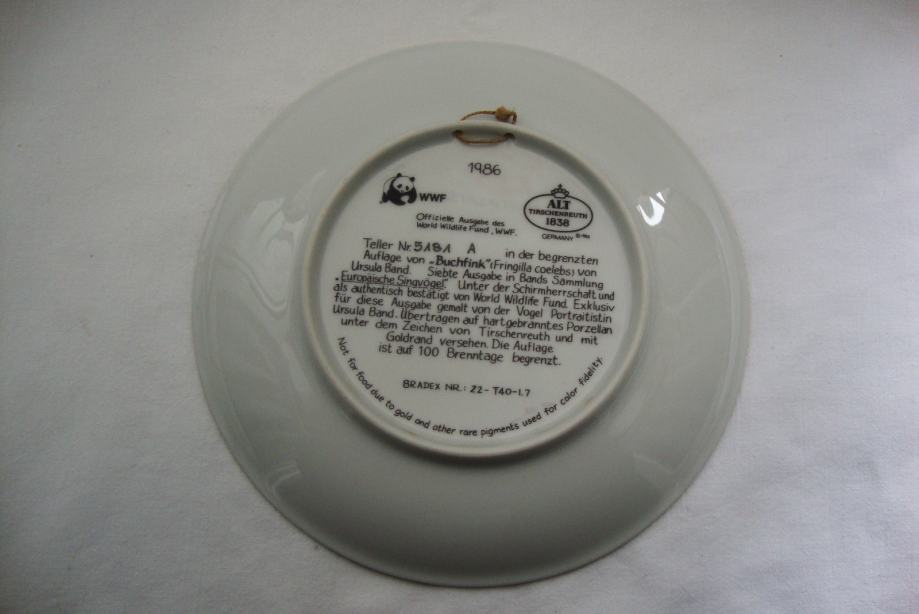 1986
WWF
Offizielle Ausgabe des
World Wildlife Fund, WWF.
ALT
TIRSCHENREUTH
1838
GERMANY
Teller Nr. 5181 A in der begrenzten
Auflage von „Buchfink" (Fringilla coelebs) von
Ursula Band. Siebte Ausgabe in Bands Sammlung
„Europäische Singvögel". Unter der Schirmherrschaft und
als authentisch bestätigt von World Wildlife Fund. Exklusiv
für diese Ausgabe gemalt von der Vogel Portraitistin
Ursula Band. Übertragen auf hartgebranntes Porzellan
unter dem Zeichen von Tirschenreuth und mit
Goldrand versehen. Die Auflage
ist auf 100 Brenntage begrenzt.
BRADEX NR.: 22-T40-1.7
Not for food due to gold and other rare pigments used for color fidelity.